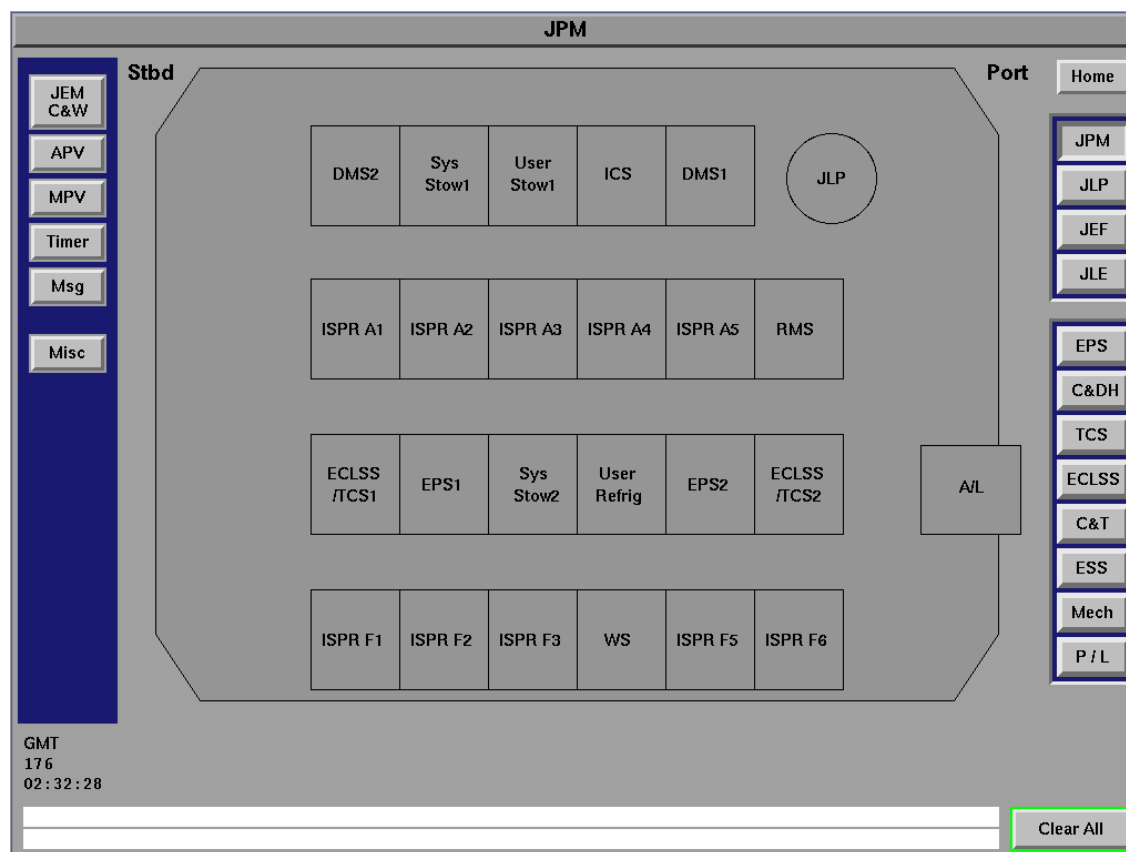 JPM
Stbd
Port
Home
JEM
C&W
APV
MPV
Timer
Msg
Misc
DMS2
Sys
Stow1
User
Stow1
ICS
DMS1
JLP
ISPR A1
ISPR A2
ISPR A3
ISPR A4
ISPR A5
RMS
ECLSS
/TCS1
EPS1
Sys
Stow2
User
Refrig
EPS2
ECLSS
/TCS2
A/L
ISPR F1
ISPR F2
ISPR F3
WS
ISPR F5
ISPR F6
JPM
JLP
JEF
JLE
EPS
C&DH
TCS
ECLSS
C&T
ESS
Mech
P / L
GMT
176
02:32:28
Clear All